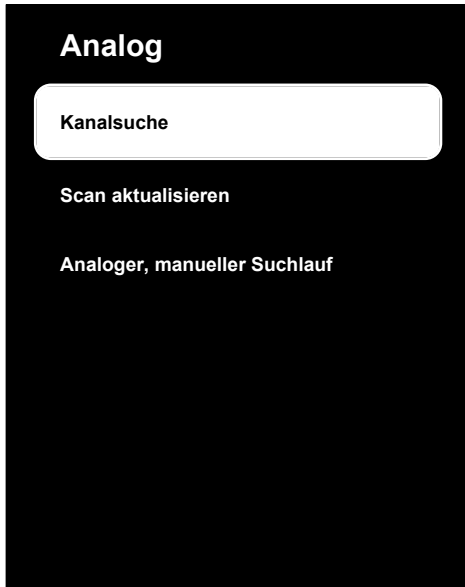 Analog
Kanalsuche
Scan aktualisieren
Analoger, manueller Suchlauf